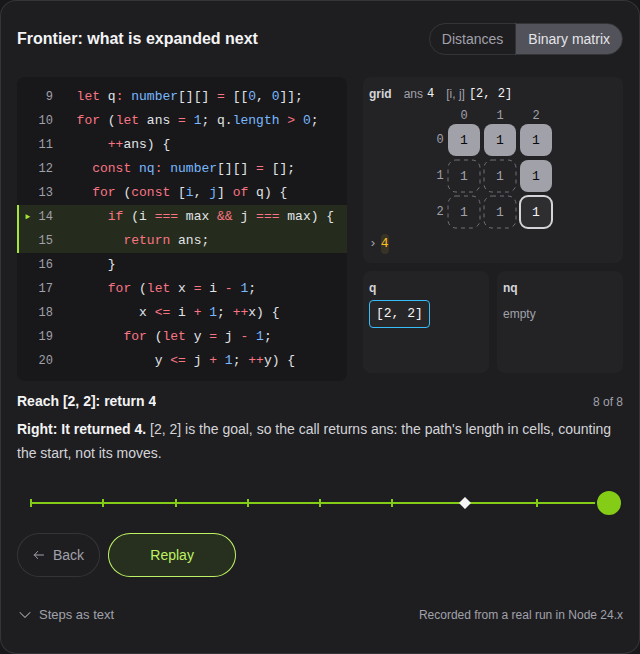 Frontier: what is expanded next
Distances
Binary matrix
9 let q: number[][] = [[0, 0]];
10 for (let ans = 1; q.length > 0;
11 ++ans) {
12 const nq: number[][] = [];
13 for (const [i, j] of q) {
▸ 14 if (i === max && j === max) {
15 return ans;
16 }
17 for (let x = i - 1;
18 x <= i + 1; ++x) {
19 for (let y = j - 1;
20 y <= j + 1; ++y) {
grid ans 4 [i, j] [2, 2]
0 1 2
0 1 1 1
1 1 1 1
2 1 1 1
› 4
q
[2, 2]
nq
empty
Reach [2, 2]: return 4
8 of 8
Right: It returned 4. [2, 2] is the goal, so the call returns ans: the path's length in cells, counting
the start, not its moves.
← Back
Replay
Steps as text
Recorded from a real run in Node 24.x